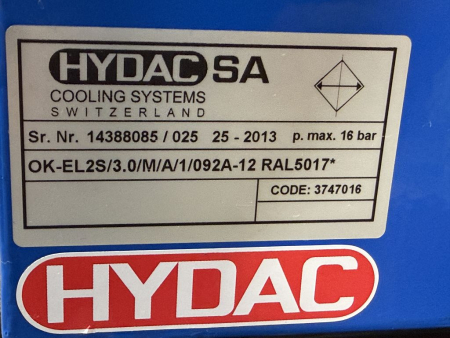 HYDAC SA
COOLING SYSTEMS
SWITZERLAND
Sr. Nr. 14388085 / 025 25 - 2013 p. max. 16 bar
OK-EL2S/3.0/M/A/1/092A-12 RAL5017*
CODE: 3747016
HYDAC